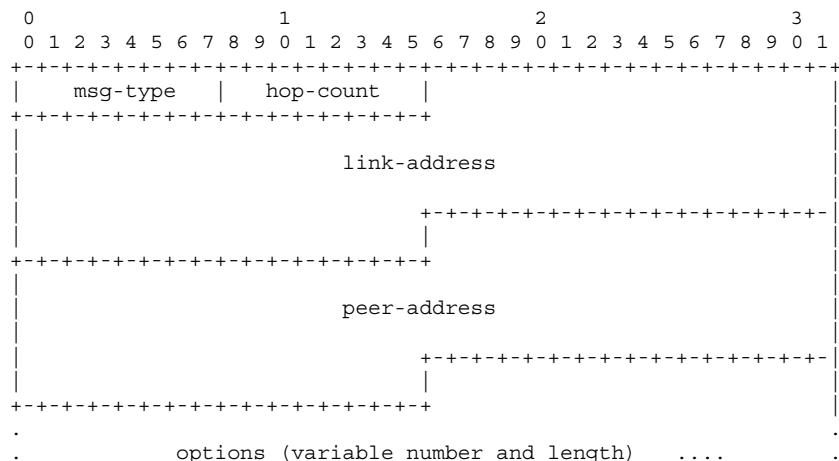 0                   1                   2                   3
0 1 2 3 4 5 6 7 8 9 0 1 2 3 4 5 6 7 8 9 0 1 2 3 4 5 6 7 8 9 0 1
+-+-+-+-+-+-+-+-+-+-+-+-+-+-+-+-+-+-+-+-+-+-+-+-+-+-+-+-+-+-+-+-+
|    msg-type   |   hop-count   |                               |
+-+-+-+-+-+-+-+-+-+-+-+-+-+-+-+-+                               |
|                                                               |
|                         link-address                          |
|                                                               |
|                               +-+-+-+-+-+-+-+-+-+-+-+-+-+-+-+-|
|                               |                               |
+-+-+-+-+-+-+-+-+-+-+-+-+-+-+-+-+                               |
|                                                               |
|                         peer-address                          |
|                                                               |
|                               +-+-+-+-+-+-+-+-+-+-+-+-+-+-+-+-|
|                               |                               |
+-+-+-+-+-+-+-+-+-+-+-+-+-+-+-+-+                               |
.                                                               .
.            options (variable number and length)   ....        .